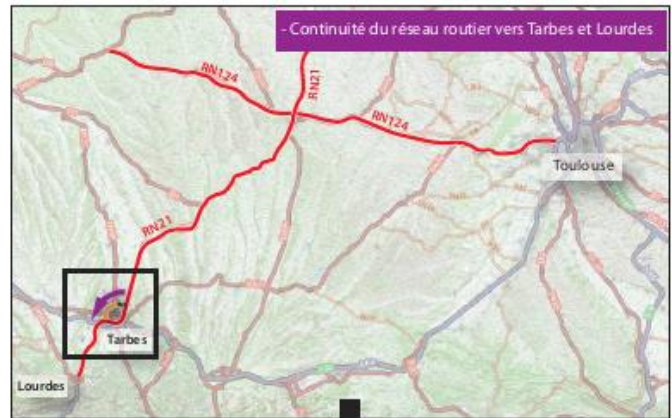 - Continuité du réseau routier vers Tarbes et Lourdes
RN124
RN21
RN124
Toulouse
RN21
Tarbes
Lourdes